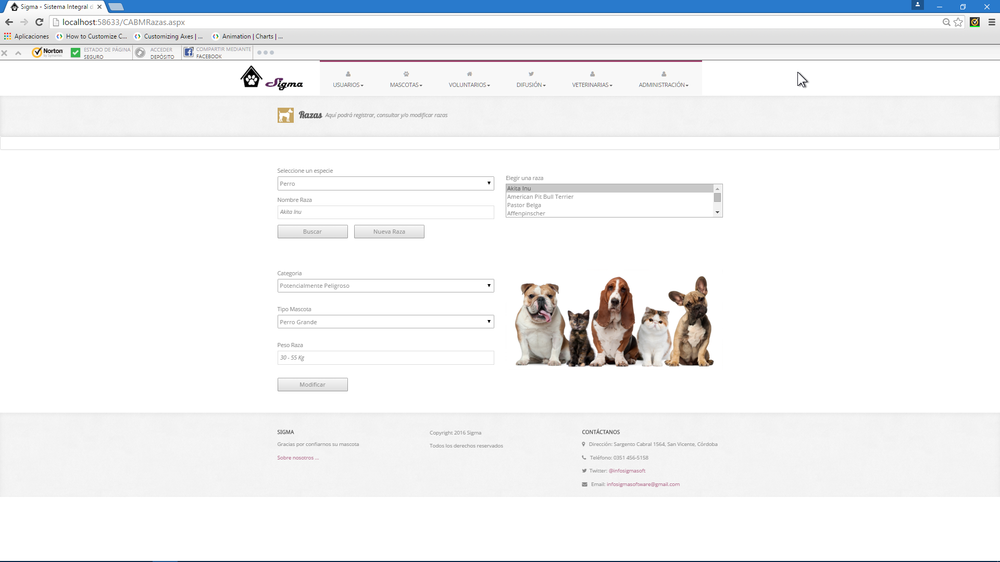 Sigma - Sistema Integral d
localhost:58633/CABMRazas.aspx
Aplicaciones
How to Customize C...
Customizing Axes | ...
Animation | Charts | ...
Norton
by Symantec
ESTADO DE PÁGINA
SEGURO
ACCEDER
DEPÓSITO
COMPARTIR MEDIANTE
FACEBOOK
Sigma
USUARIOS
MASCOTAS
VOLUNTARIOS
DIFUSIÓN
VETERINARIAS
ADMINISTRACIÓN
Razas Aquí podrá registrar, consultar y/o modificar razas
Seleccione un especie
Perro
Nombre Raza
Akita Inu
Buscar
Nueva Raza
Elegir una raza
Akita Inu
American Pit Bull Terrier
Pastor Belga
Affenpinscher
Categoria
Potencialmente Peligroso
Tipo Mascota
Perro Grande
Peso Raza
30 - 55 Kg
Modificar
SIGMA
Gracias por confiarnos su mascota
Sobre nosotros ...
Copyright 2016 Sigma
Todos los derechos reservados
CONTÁCTANOS
Dirección: Sargento Cabral 1564, San Vicente, Córdoba
Teléfono: 0351 456-5158
Twitter: @infosigmasoft
Email: infosigmasoftware@gmail.com